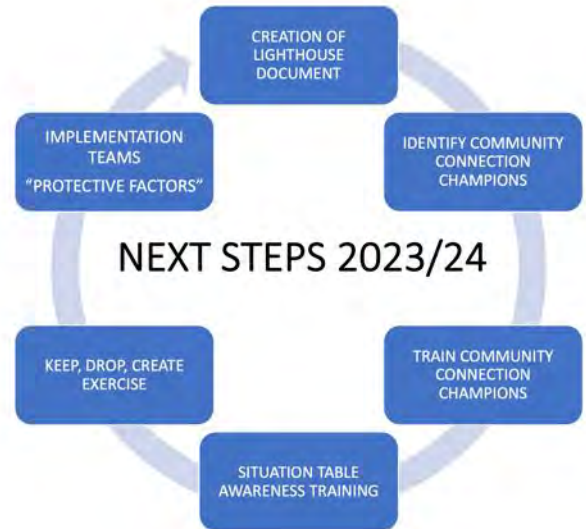 CREATION OF
LIGHTHOUSE
DOCUMENT
IDENTIFY COMMUNITY
CONNECTION
CHAMPIONS
TRAIN COMMUNITY
CONNECTION
CHAMPIONS
SITUATION TABLE
AWARENESS TRAINING
KEEP, DROP, CREATE
EXERCISE
IMPLEMENTATION
TEAMS
“PROTECTIVE FACTORS”
NEXT STEPS 2023/24